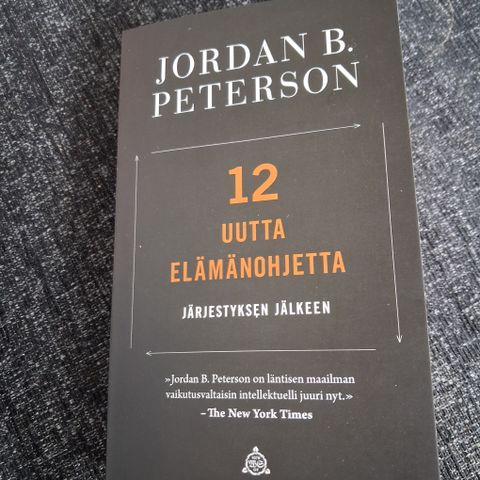 JORDAN B.
PETERSON
12
UUTTA
ELÄMÄNOHJETTA
JÄRJESTYKSEN JÄLKEEN
»Jordan B. Peterson on läntisen maailman
vaikutusvaltaisin intellektuelli juuri nyt.»
– The New York Times